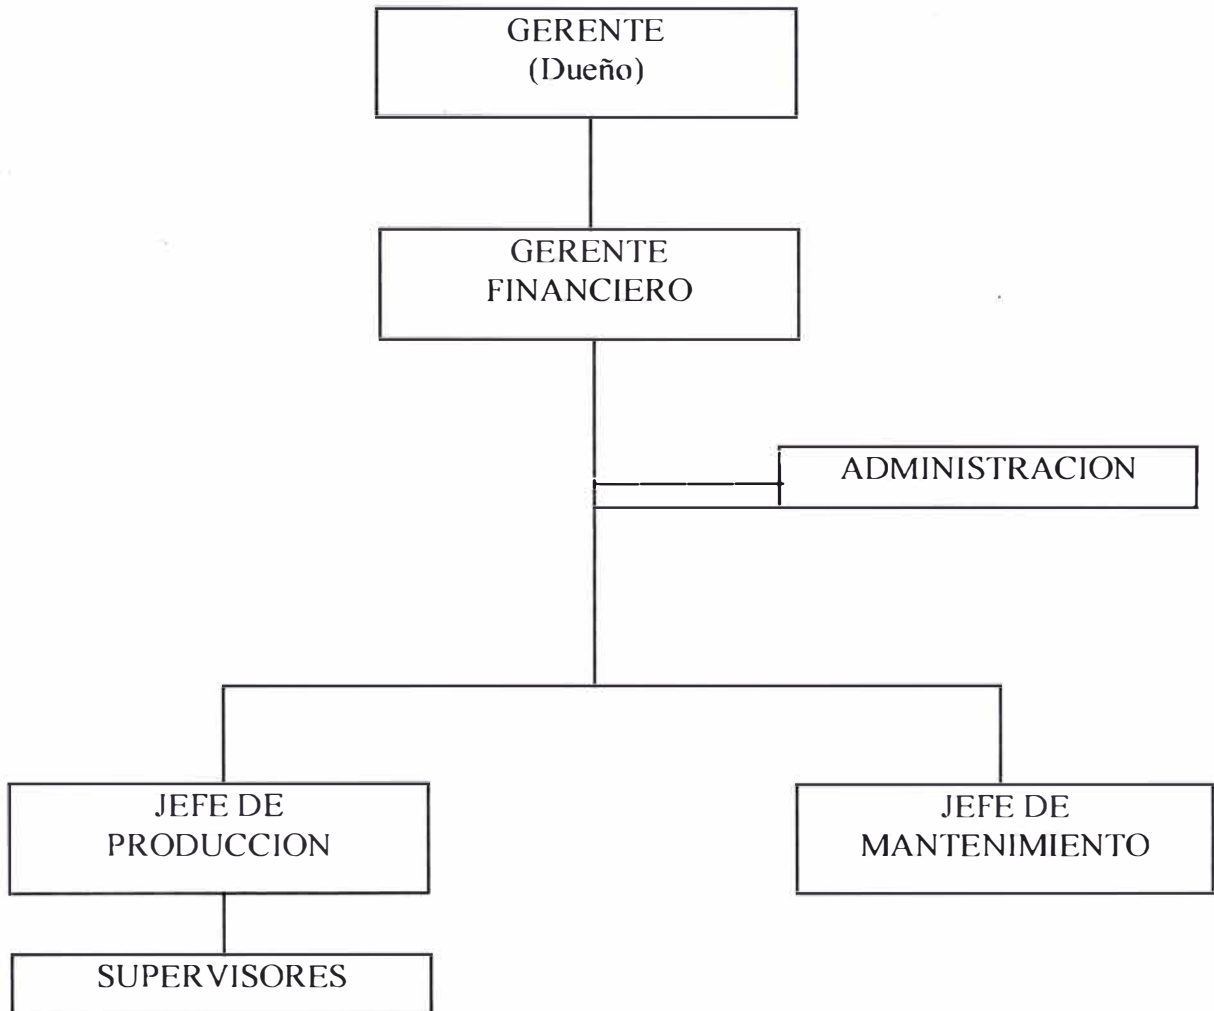 GERENTE
(Dueño)
GERENTE
FINANCIERO
ADMINISTRACION
JEFE DE
PRODUCCION
JEFE DE
MANTENIMIENTO
SUPERVISORES